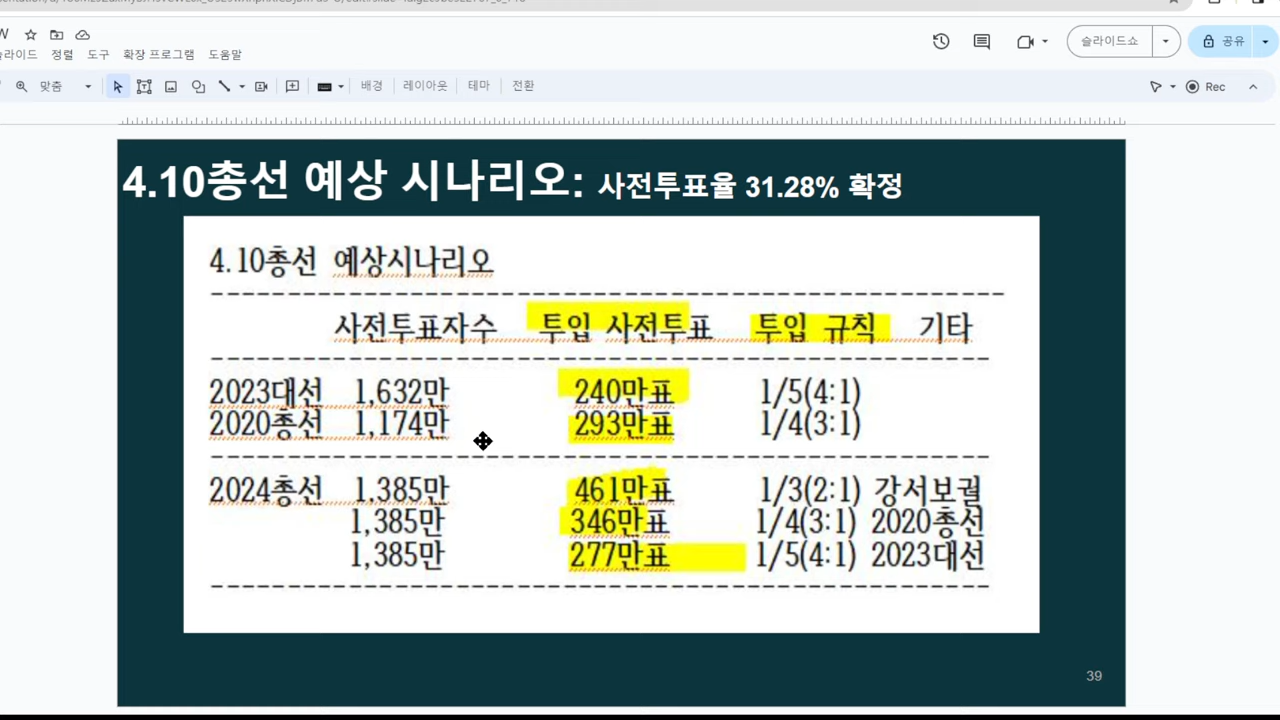 슬라이드 정렬 도구 확장 프로그램 도움말
슬라이드쇼
공유
맞춤
배경 레이아웃 테마 전환
Rec
4.10총선 예상 시나리오: 사전투표율 31.28% 확정
4.10총선 예상시나리오
사전투표자수 투입 사전투표 투입 규칙 기타
2023대선 1,632만 240만표 1/5(4:1)
2020총선 1,174만 293만표 1/4(3:1)
2024총선 1,385만 461만표 1/3(2:1) 강서보궐
1,385만 346만표 1/4(3:1) 2020총선
1,385만 277만표 1/5(4:1) 2023대선
39